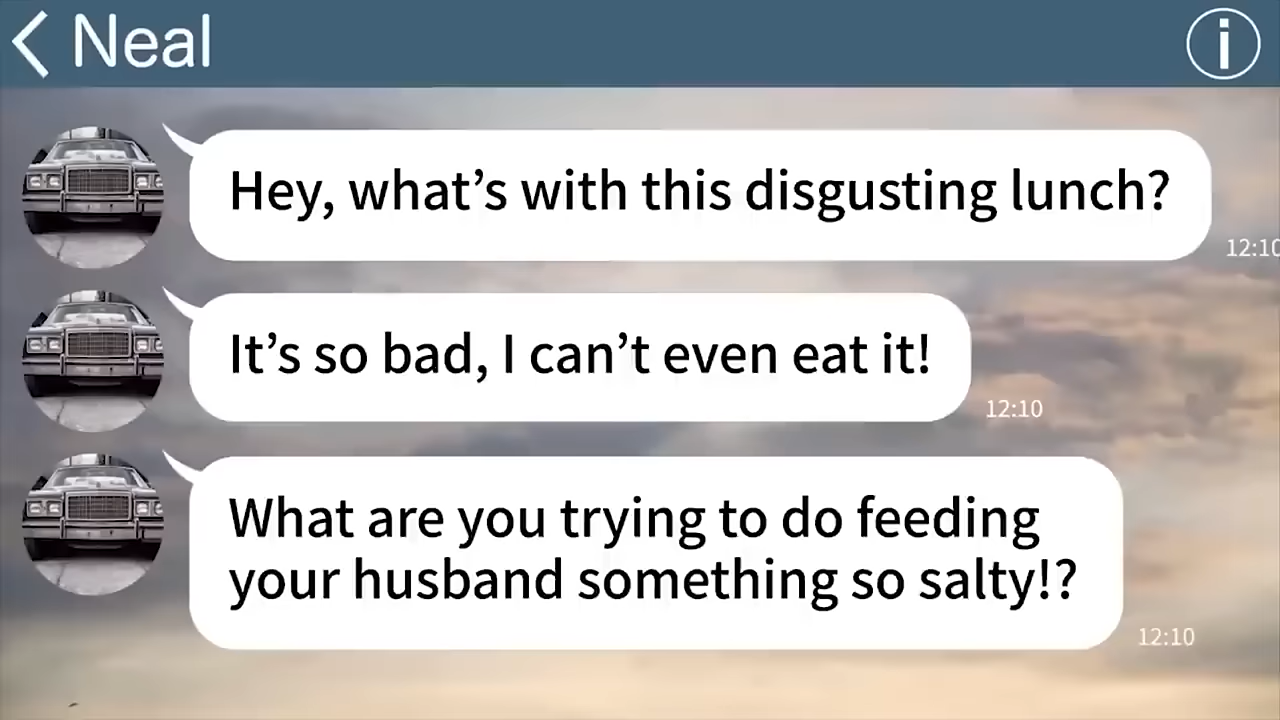 Neal
i
Hey, what’s with this disgusting lunch?
12:10
It’s so bad, I can’t even eat it!
12:10
What are you trying to do feeding
your husband something so salty!?
12:10